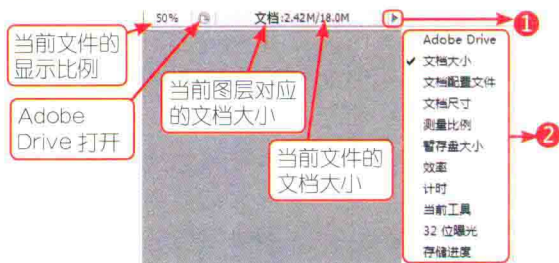 50%
文档:2.42M/18.0M
1
当前文件的
显示比例
Adobe
Drive 打开
当前图层对应
的文档大小
当前文件的
文档大小
Adobe Drive
✓ 文档大小
文档配置文件
文档尺寸
测量比例
暂存盘大小
效率
计时
当前工具
32 位曝光
存储进度
2